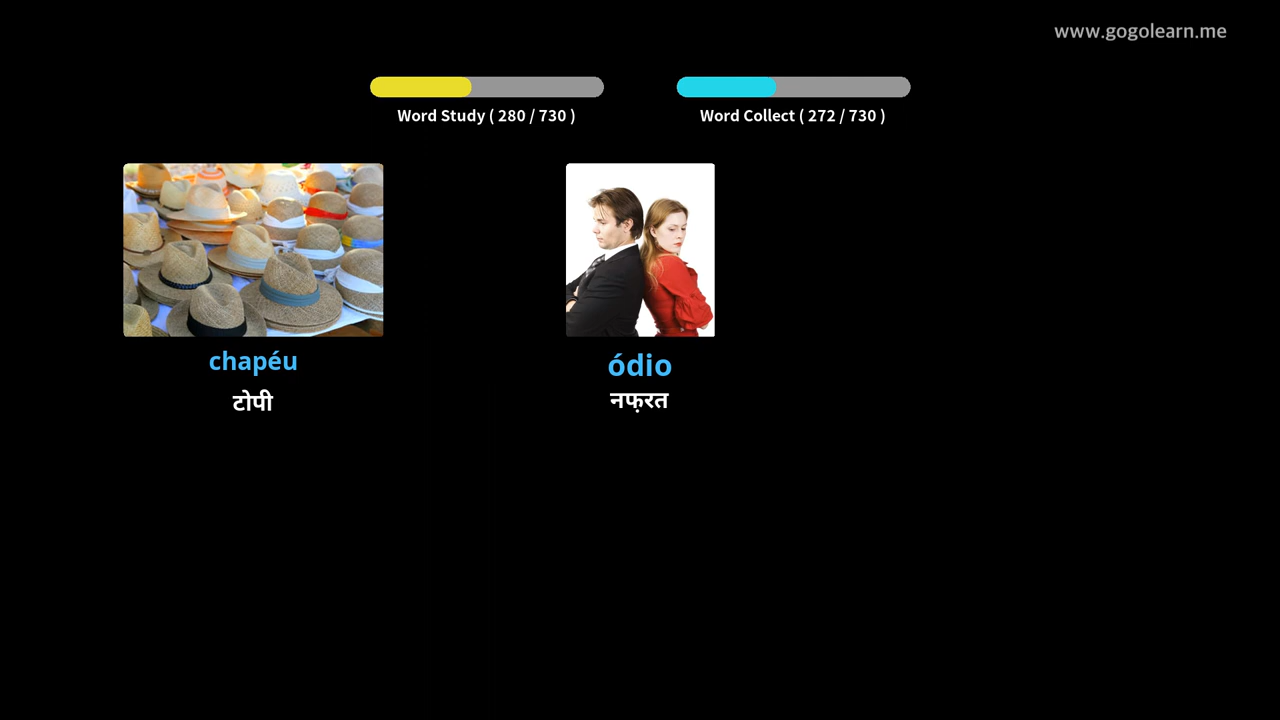 www.gogolearn.me
Word Study ( 280 / 730 )
Word Collect ( 272 / 730 )
chapéu
टोपी
ódio
नफ़रत